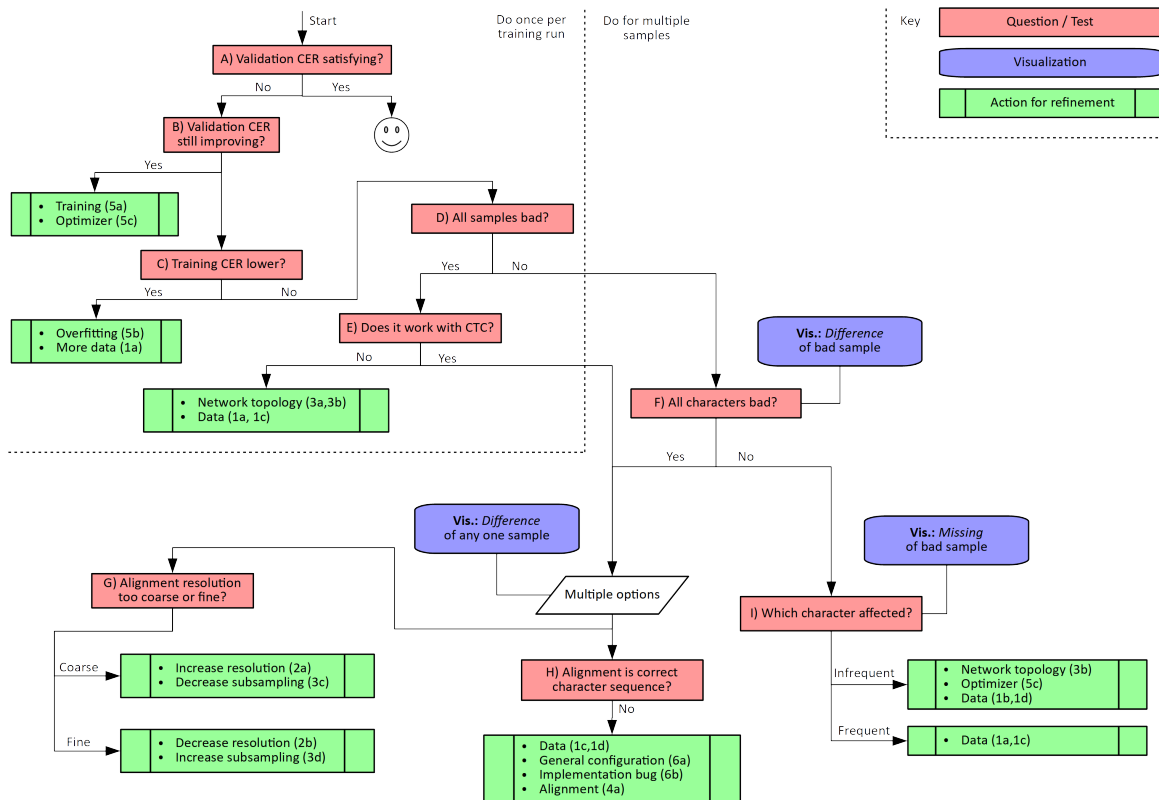 Start
Do once per
training run
Do for multiple
samples
Key
Question / Test
Visualization
Action for refinement
A) Validation CER satisfying?
No
Yes
B) Validation CER
still improving?
Yes
• Training (5a)
• Optimizer (5c)
D) All samples bad?
C) Training CER lower?
Yes
No
Yes
No
• Overfitting (5b)
• More data (1a)
E) Does it work with CTC?
No
Yes
Vis.: Difference
of bad sample
• Network topology (3a,3b)
• Data (1a, 1c)
F) All characters bad?
Yes
No
Vis.: Difference
of any one sample
Vis.: Missing
of bad sample
G) Alignment resolution
too coarse or fine?
Multiple options
I) Which character affected?
Coarse
• Increase resolution (2a)
• Decrease subsampling (3c)
H) Alignment is correct
character sequence?
No
Infrequent
• Network topology (3b)
• Optimizer (5c)
• Data (1b,1d)
Fine
• Decrease resolution (2b)
• Increase subsampling (3d)
Frequent
• Data (1a,1c)
• Data (1c,1d)
• General configuration (6a)
• Implementation bug (6b)
• Alignment (4a)